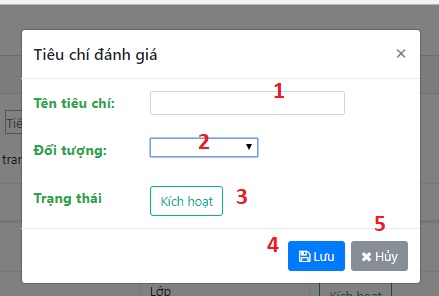 Tiêu chí đánh giá ×
Tên tiêu chí: 1
Đối tượng: 2
Trạng thái Kích hoạt 3
4 Lưu 5 Hủy
Tiê
trạn
Lớp
Kích hoạt